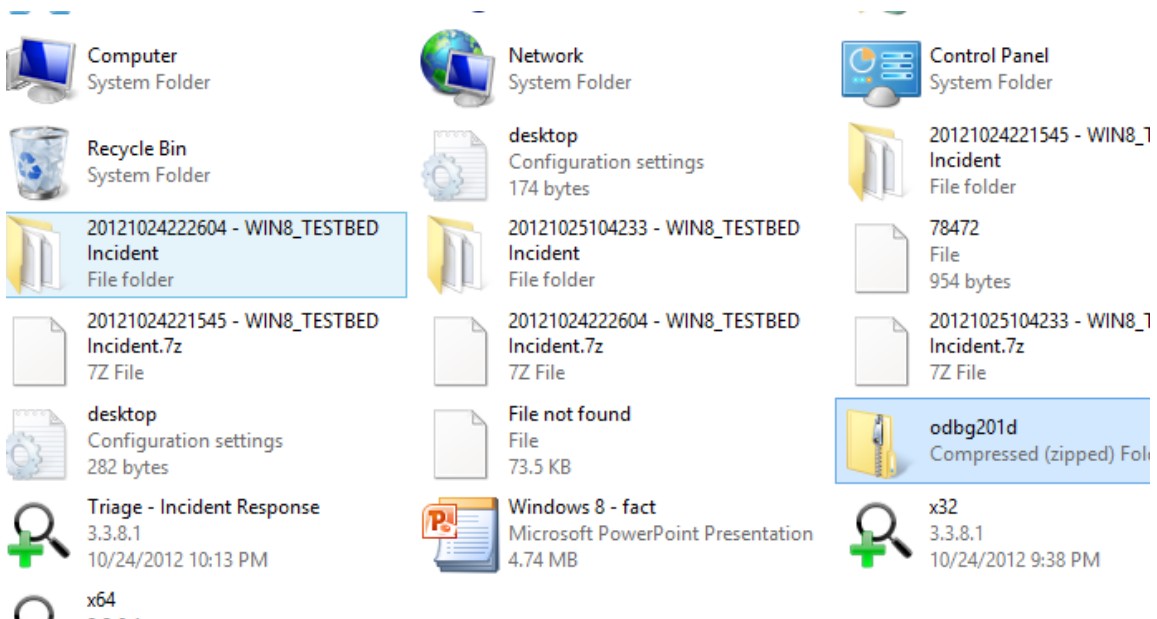 Computer
System Folder
Network
System Folder
Control Panel
System Folder
Recycle Bin
System Folder
desktop
Configuration settings
174 bytes
20121024221545 - WIN8_T
Incident
File folder
20121024222604 - WIN8_TESTBED
Incident
File folder
20121025104233 - WIN8_TESTBED
Incident
File folder
78472
File
954 bytes
20121024221545 - WIN8_TESTBED
Incident.7z
7Z File
20121024222604 - WIN8_TESTBED
Incident.7z
7Z File
20121025104233 - WIN8_T
Incident.7z
7Z File
desktop
Configuration settings
282 bytes
File not found
File
73.5 KB
odbg201d
Compressed (zipped) Fol
Triage - Incident Response
3.3.8.1
10/24/2012 10:13 PM
Windows 8 - fact
Microsoft PowerPoint Presentation
4.74 MB
x32
3.3.8.1
10/24/2012 9:38 PM
x64